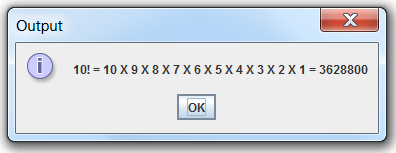 Output
10! = 10 X 9 X 8 X 7 X 6 X 5 X 4 X 3 X 2 X 1 = 3628800
OK